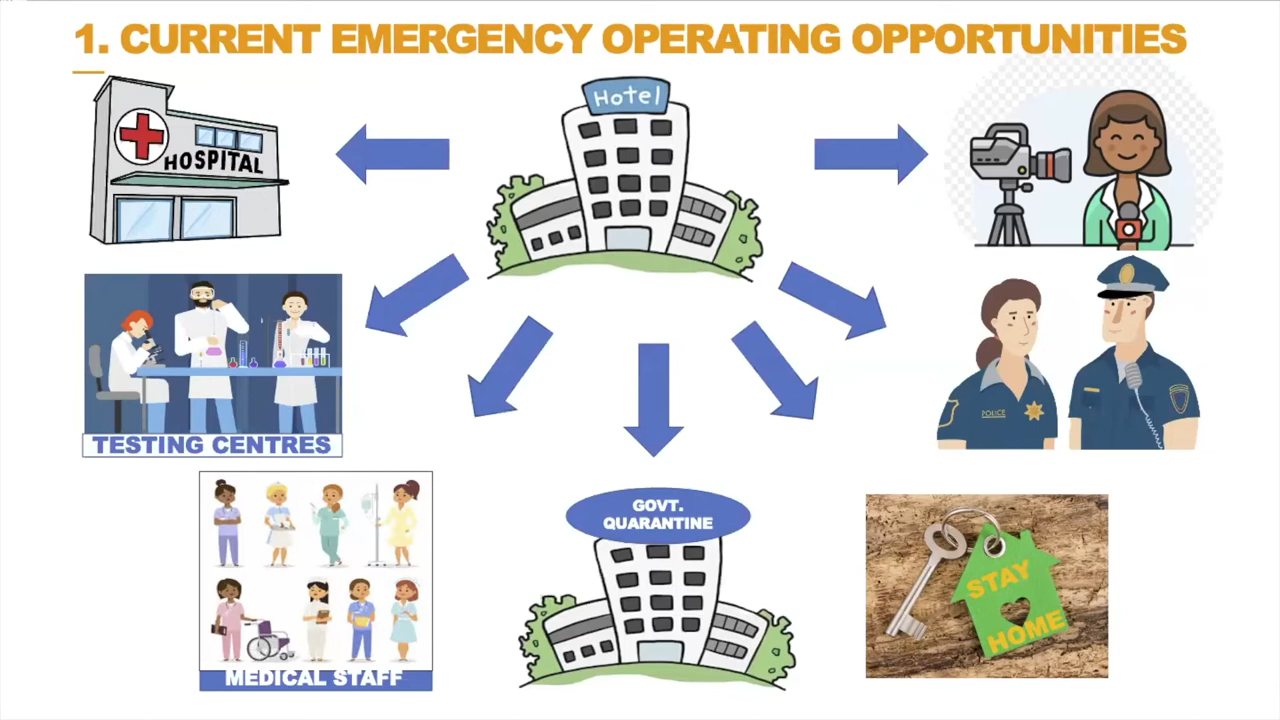 1. CURRENT EMERGENCY OPERATING OPPORTUNITIES
Hotel
HOSPITAL
TESTING CENTRES
POLICE
MEDICAL STAFF
GOVT.
QUARANTINE
STAY
HOME